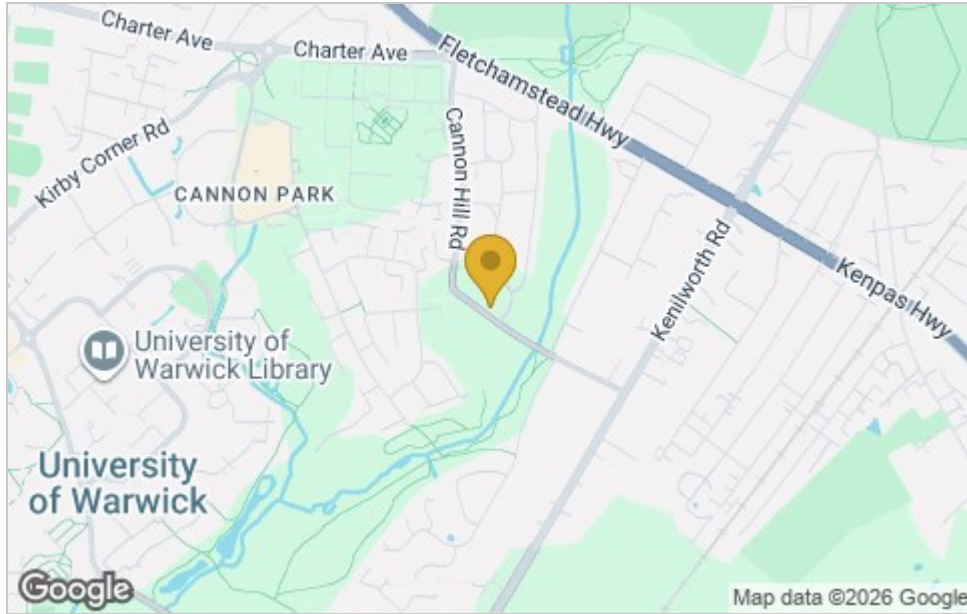 Charter Ave
Charter Ave
Fletchamstead Hwy
Cannon Hill Rd
Kirby Corner Rd
CANNON PARK
Kenilworth Rd
Kenpas Hwy
University of
Warwick Library
University
of Warwick
Google
Map data ©2026 Google